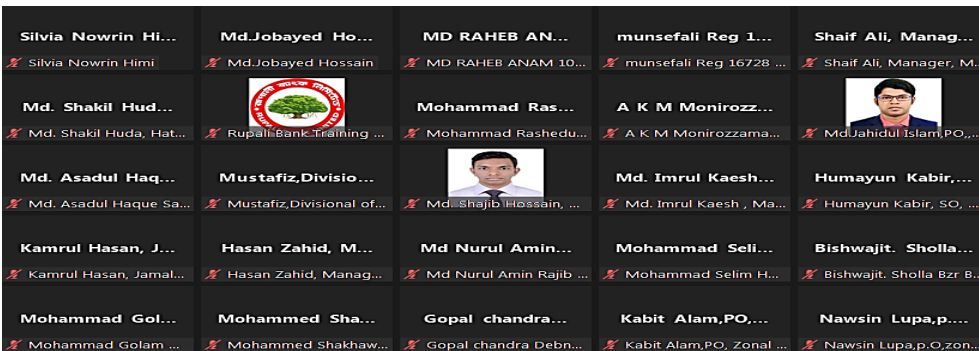 Silvia Nowrin Hi... Md.Jobayed Ho... MD RAHEB AN... munsefali Reg 1... Shaif Ali, Manag...
Silvia Nowrin Himi Md.Jobayed Hossain MD RAHEB ANAM 10... munsefali Reg 16728 ... Shaif Ali, Manager, M...
Md. Shakil Hud... Mohammad Ras... A K M Monirozz...
Md. Shakil Huda, Hat... Rupali Bank Training ... Mohammad Rashedu... A K M Monirozzama... Md.Jahidul Islam,PO,...
Md. Asadul Haq... Mustafiz,Divisio... Md. Imrul Kaesh... Humayun Kabir,...
Md. Asadul Haque Sa... Mustafiz,Divisional of... Md. Shajib Hossain, ... Md. Imrul Kaesh , Ma... Humayun Kabir, SO, ...
Kamrul Hasan, J... Hasan Zahid, M... Md Nurul Amin... Mohammad Seli... Bishwajit. Sholla...
Kamrul Hasan, Jamal... Hasan Zahid, Manag... Md Nurul Amin Rajib ... Mohammad Selim H... Bishwajit. Sholla Bzr B...
Mohammad Gol... Mohammed Sha... Gopal chandra... Kabit Alam,PO,... Nawsin Lupa,p....
Mohammad Golam ... Mohammed Shakhaw... Gopal chandra Debn... Kabit Alam,PO, Zonal ... Nawsin Lupa,p.O,zon...